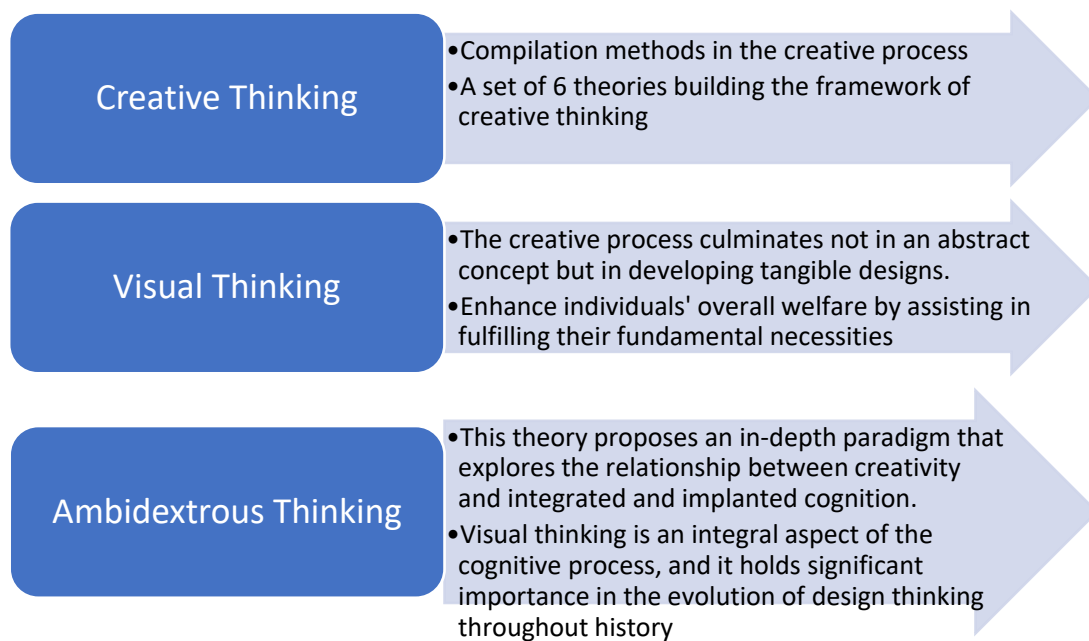 Creative Thinking
•Compilation methods in the creative process
•A set of 6 theories building the framework of
creative thinking
Visual Thinking
•The creative process culminates not in an abstract
concept but in developing tangible designs.
•Enhance individuals' overall welfare by assisting in
fulfilling their fundamental necessities
Ambidextrous Thinking
•This theory proposes an in-depth paradigm that
explores the relationship between creativity
and integrated and implanted cognition.
•Visual thinking is an integral aspect of the
cognitive process, and it holds significant
importance in the evolution of design thinking
throughout history